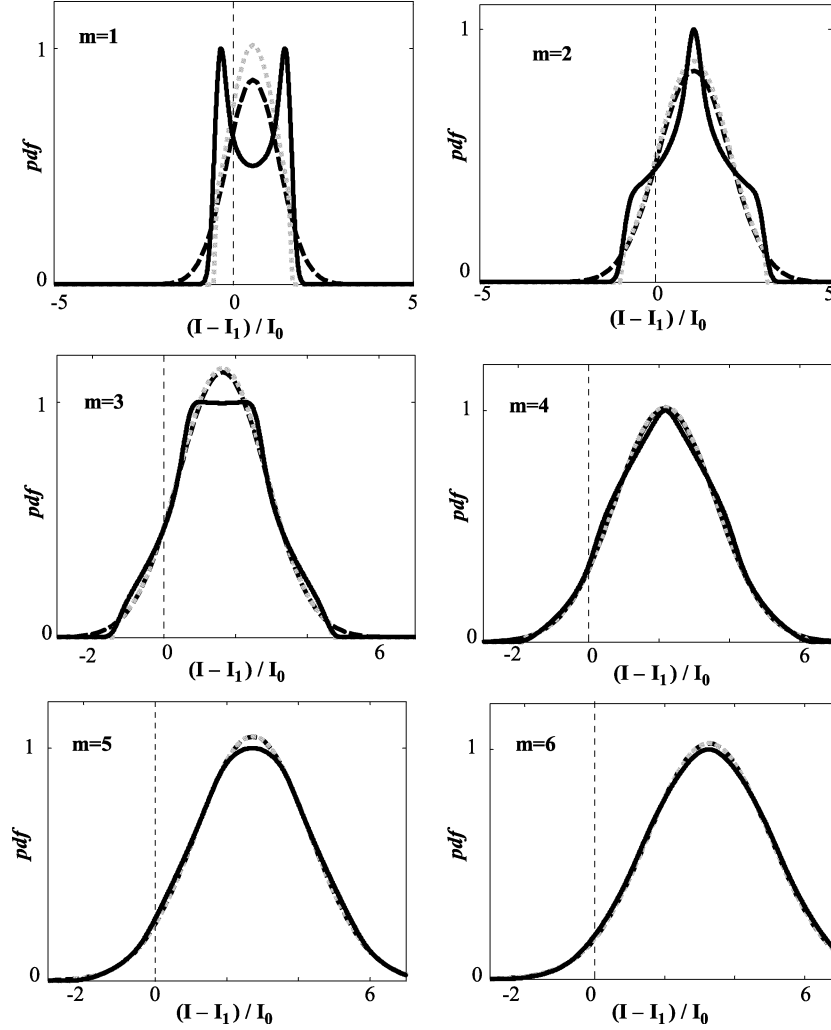 m=1
1
pdf
0
-5
0
5
(I – I1) / I0
m=2
1
pdf
0
-5
0
5
(I – I1) / I0
m=3
1
pdf
0
-2
0
6
(I – I1) / I0
m=4
1
pdf
0
-2
0
6
(I – I1) / I0
m=5
1
pdf
0
-2
0
6
(I – I1) / I0
m=6
1
pdf
0
-2
0
6
(I – I1) / I0